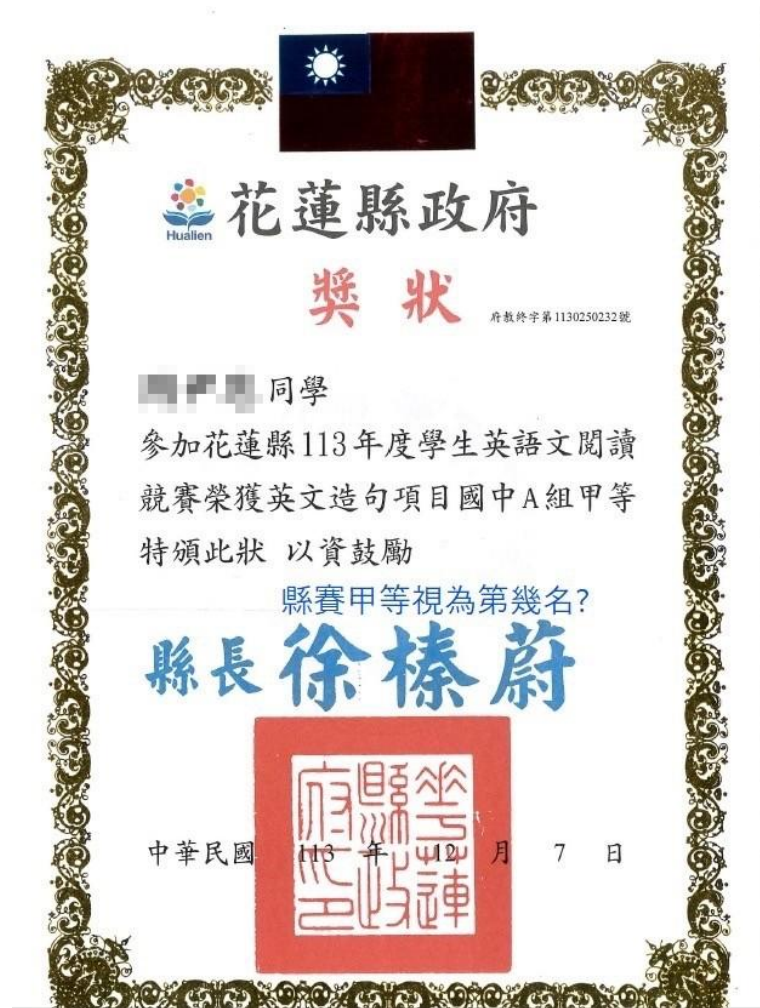 Hualien
花蓮縣政府
獎狀
府教終字第1130250232號
同學
參加花蓮縣113年度學生英語文閱讀
競賽榮獲英文造句項目國中A組甲等
特頒此狀 以資鼓勵
縣賽甲等視為第幾名?
縣長徐榛蔚
花蓮縣政府印
中華民國 113 年 12 月 7 日